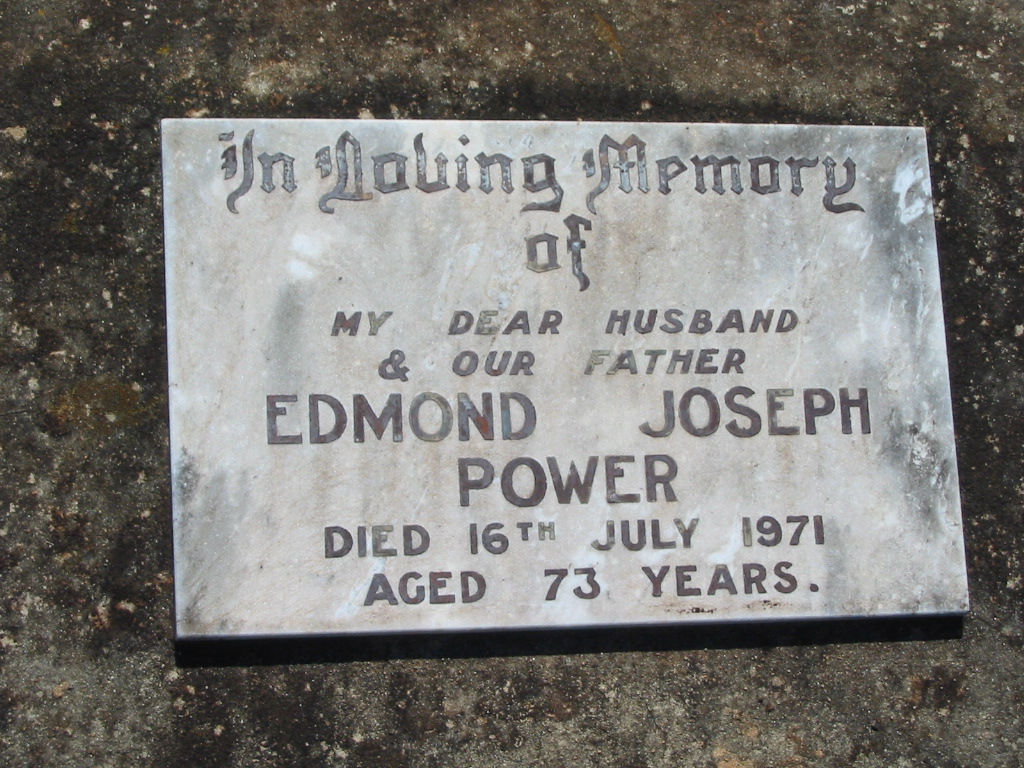 In Loving Memory
of
MY DEAR HUSBAND
& OUR FATHER
EDMOND JOSEPH
POWER
DIED 16TH JULY 1971
AGED 73 YEARS.